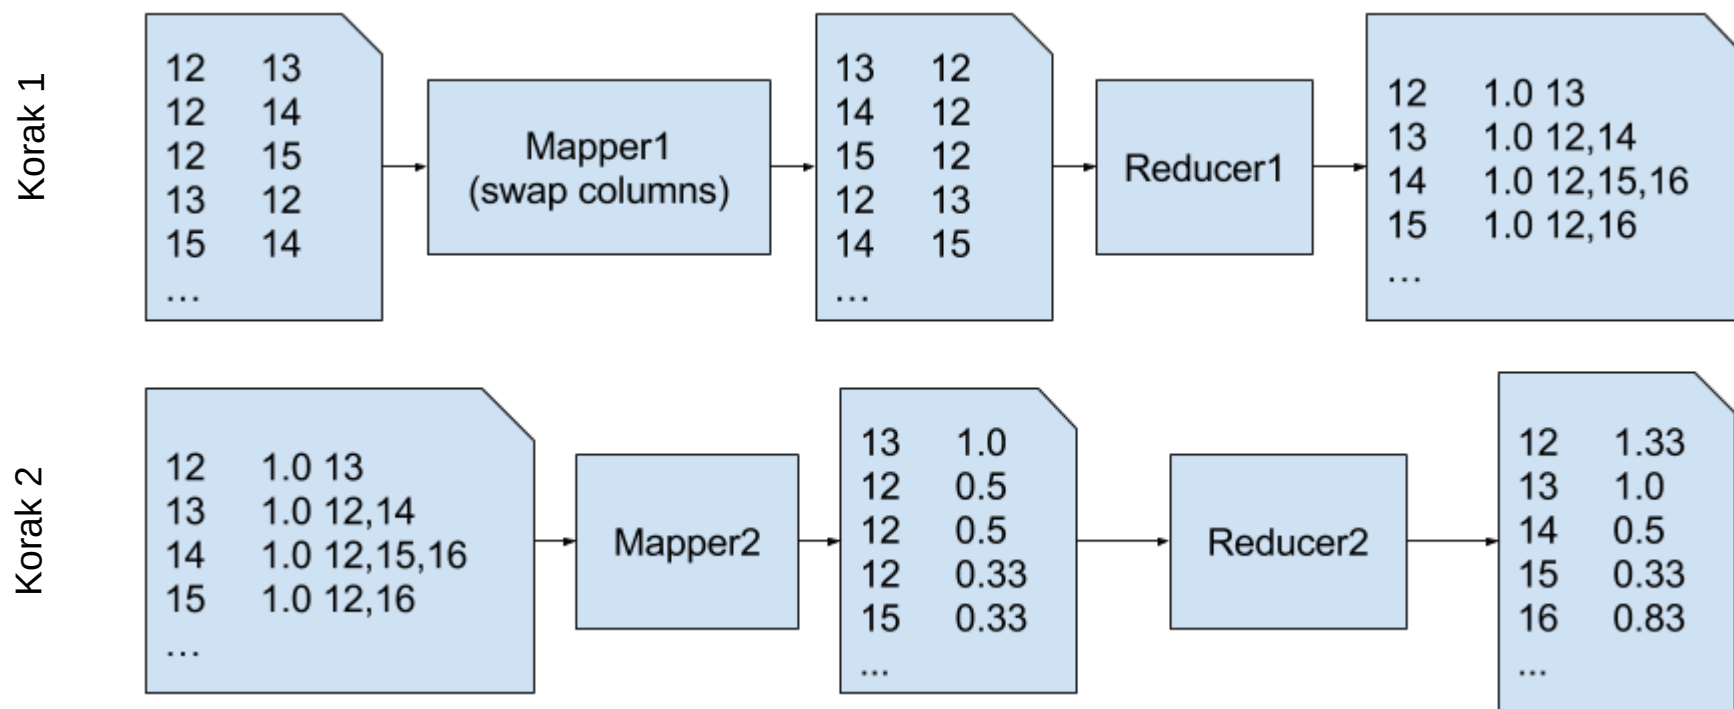 Korak 1
12 13
12 14
12 15
13 12
15 14
...
Mapper1
(swap columns)
13 12
14 12
15 12
12 13
14 15
...
Reducer1
12 1.0 13
13 1.0 12,14
14 1.0 12,15,16
15 1.0 12,16
...
Korak 2
12 1.0 13
13 1.0 12,14
14 1.0 12,15,16
15 1.0 12,16
...
Mapper2
13 1.0
12 0.5
12 0.5
12 0.33
15 0.33
...
Reducer2
12 1.33
13 1.0
14 0.5
15 0.33
16 0.83
...